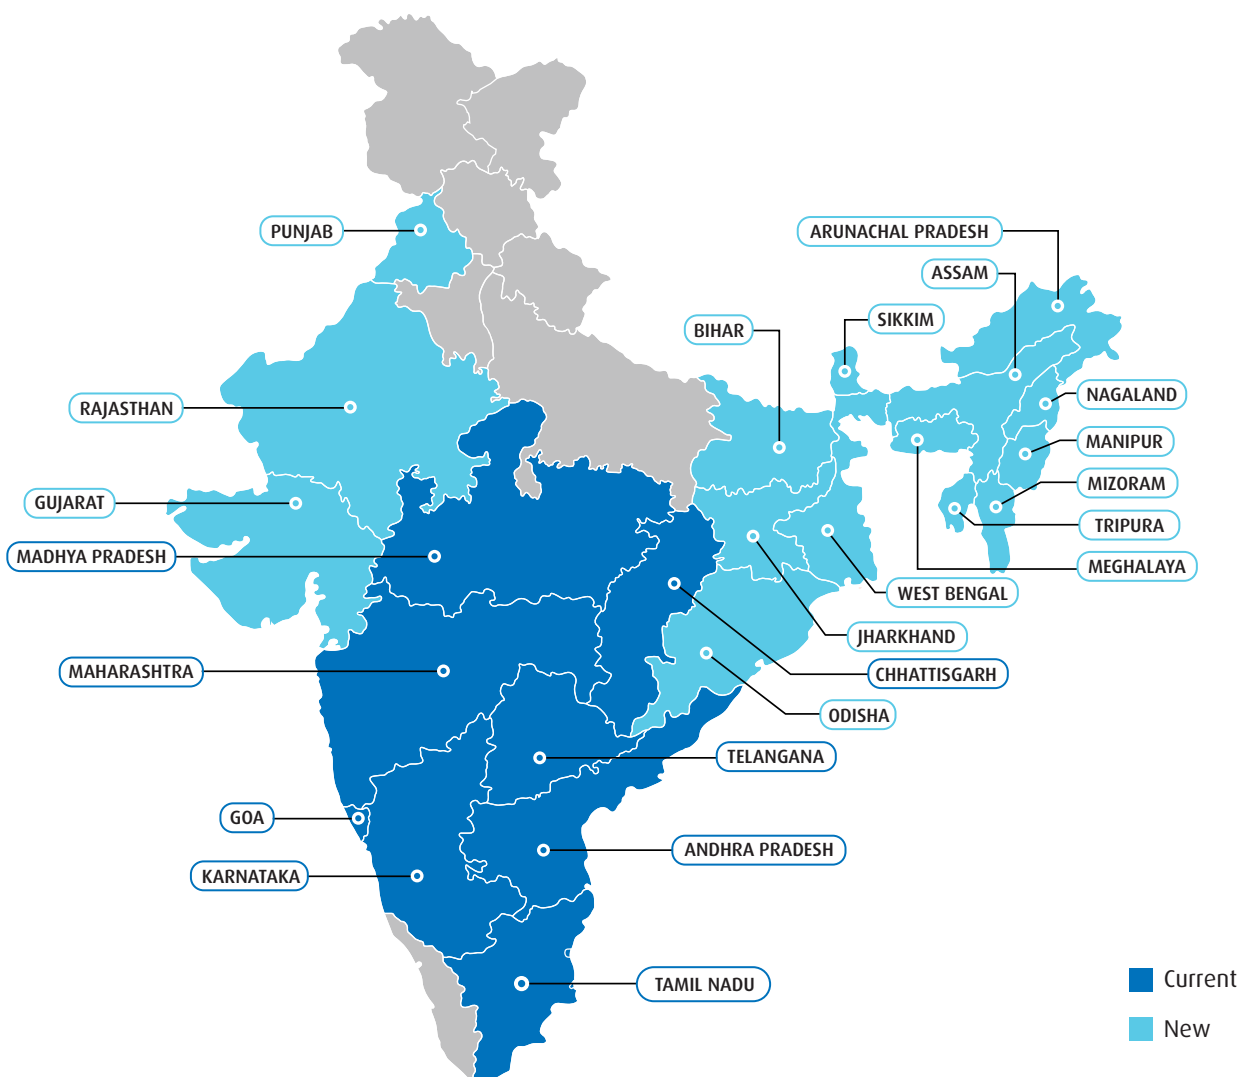 PUNJAB
ARUNACHAL PRADESH
ASSAM
SIKKIM
BIHAR
NAGALAND
RAJASTHAN
MANIPUR
MIZORAM
GUJARAT
TRIPURA
MADHYA PRADESH
MEGHALAYA
WEST BENGAL
JHARKHAND
MAHARASHTRA
CHHATTISGARH
ODISHA
TELANGANA
GOA
ANDHRA PRADESH
KARNATAKA
TAMIL NADU
Current
New